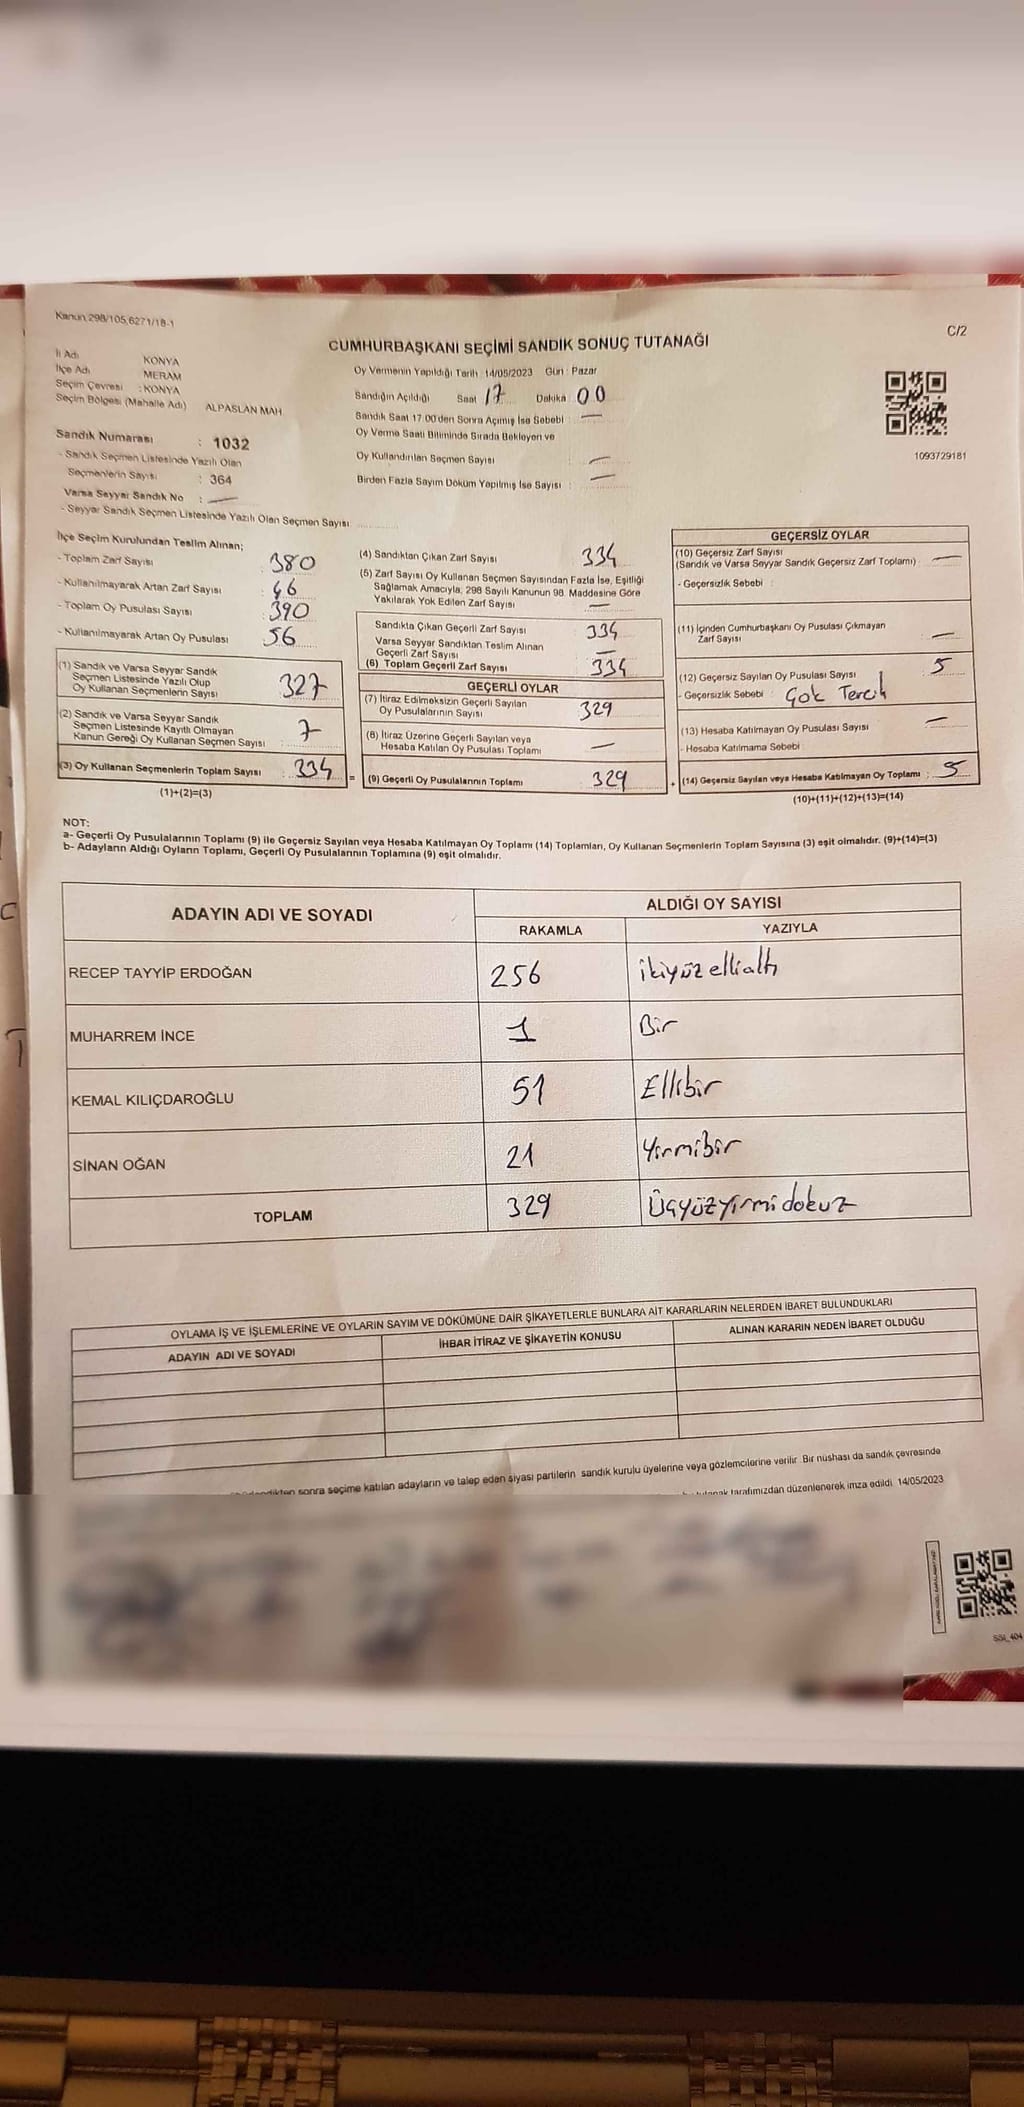 Kanun 298/105,6271/18-1
C/2
CUMHURBAŞKANI SEÇİMİ SANDIK SONUÇ TUTANAĞI
İl Adı KONYA
İlçe Adı MERAM
Seçim Çevresi : KONYA
Seçim Bölgesi (Mahalle Adı) ALPASLAN MAH
Sandık Numarası : 1032
- Sandık Seçmen Listesinde Yazılı Olan
Seçmenlerin Sayısı : 364
Varsa Seyyar Sandık No : —
- Seyyar Sandık Seçmen Listesinde Yazılı Olan Seçmen Sayısı
Oy Vermenin Yapıldığı Tarih 14/05/2023 Gün : Pazar
Sandığın Açıldığı Saat 17 Dakika 00
Sandık Saat 17.00'den Sonra Açımış İse Sebebi : —
Oy Verme Saati Bitiminde Sırada Bekleyen ve
Oy Kullandırılan Seçmen Sayısı —
Birden Fazla Sayım Döküm Yapılmış İse Sayısı : —
1093729181
İlçe Seçim Kurulundan Teslim Alınan;
- Toplam Zarf Sayısı : 380
- Kullanılmayarak Artan Zarf Sayısı : 46
- Toplam Oy Pusulası Sayısı : 390
- Kullanılmayarak Artan Oy Pusulası : 56
(1) Sandık ve Varsa Seyyar Sandık
Seçmen Listesinde Yazılı Olup
Oy Kullanan Seçmenlerin Sayısı : 327
(2) Sandık ve Varsa Seyyar Sandık
Seçmen Listesinde Kayıtlı Olmayan
Kanun Gereği Oy Kullanan Seçmen Sayısı : 7
(3) Oy Kullanan Seçmenlerin Toplam Sayısı : 334 =
(1)+(2)=(3)
(4) Sandıktan Çıkan Zarf Sayısı 334
(5) Zarf Sayısı Oy Kullanan Seçmen Sayısından Fazla İse, Eşitliği
Sağlamak Amacıyla, 298 Sayılı Kanunun 98. Maddesine Göre
Yakılarak Yok Edilen Zarf Sayısı —
Sandıkta Çıkan Geçerli Zarf Sayısı 334
Varsa Seyyar Sandıktan Teslim Alınan
Geçerli Zarf Sayısı —
(6) Toplam Geçerli Zarf Sayısı 334
GEÇERLİ OYLAR
(7) İtiraz Edilmeksizin Geçerli Sayılan
Oy Pusulalarının Sayısı 329
(8) İtiraz Üzerine Geçerli Sayılan veya
Hesaba Katılan Oy Pusulası Toplamı —
(9) Geçerli Oy Pusulalarının Toplamı 329 +
GEÇERSİZ OYLAR
(10) Geçersiz Zarf Sayısı
(Sandık ve Varsa Seyyar Sandık Geçersiz Zarf Toplamı) : —
- Geçersizlik Sebebi :
(11) İçinden Cumhurbaşkanı Oy Pusulası Çıkmayan
Zarf Sayısı —
(12) Geçersiz Sayılan Oy Pusulası Sayısı 5
- Geçersizlik Sebebi : Çok Tercih
(13) Hesaba Katılmayan Oy Pusulası Sayısı —
- Hesaba Katılmama Sebebi
(14) Geçersiz Sayılan veya Hesaba Katılmayan Oy Toplamı : 5
(10)+(11)+(12)+(13)=(14)
NOT:
a- Geçerli Oy Pusulalarının Toplamı (9) ile Geçersiz Sayılan veya Hesaba Katılmayan Oy Toplamı (14) Toplamları, Oy Kullanan Seçmenlerin Toplam Sayısına (3) eşit olmalıdır. (9)+(14)=(3)
b- Adayların Aldığı Oyların Toplamı, Geçerli Oy Pusulalarının Toplamına (9) eşit olmalıdır.
ADAYIN ADI VE SOYADI
ALDIĞI OY SAYISI
RAKAMLA YAZIYLA
RECEP TAYYİP ERDOĞAN 256 ikiyüzellialtı
MUHARREM İNCE 1 Bir
KEMAL KILIÇDAROĞLU 51 Ellibir
SİNAN OĞAN 21 Yirmibir
TOPLAM 329 Üçyüzyirmidokuz
OYLAMA İŞ VE İŞLEMLERİNE VE OYLARIN SAYIM VE DÖKÜMÜNE DAİR ŞİKAYETLERLE BUNLARA AİT KARARLARIN NELERDEN İBARET BULUNDUKLARI
ADAYIN ADI VE SOYADI İHBAR İTİRAZ VE ŞİKAYETİN KONUSU ALINAN KARARIN NEDEN İBARET OLDUĞU
sonra seçime katılan adayların ve talep eden siyasi partilerin sandık kurulu üyelerine veya gözlemcilerine verilir. Bir nüshası da sandık çevresinde
tarafımızdan düzenlenerek imza edildi. 14/05/2023